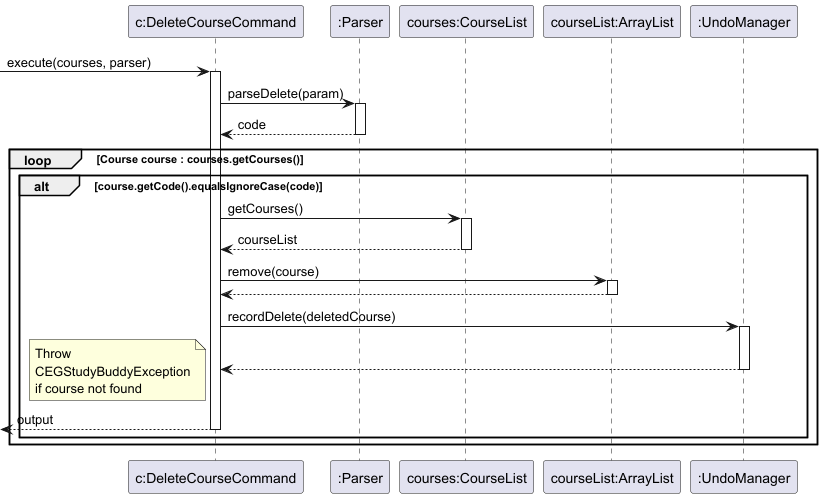 c:DeleteCourseCommand
:Parser
courses:CourseList
courseList:ArrayList
:UndoManager
execute(courses, parser)
parseDelete(param)
code
loop
[Course course : courses.getCourses()]
alt
[course.getCode().equalsIgnoreCase(code)]
getCourses()
courseList
remove(course)
recordDelete(deletedCourse)
Throw
CEGStudyBuddyException
if course not found
output
c:DeleteCourseCommand
:Parser
courses:CourseList
courseList:ArrayList
:UndoManager